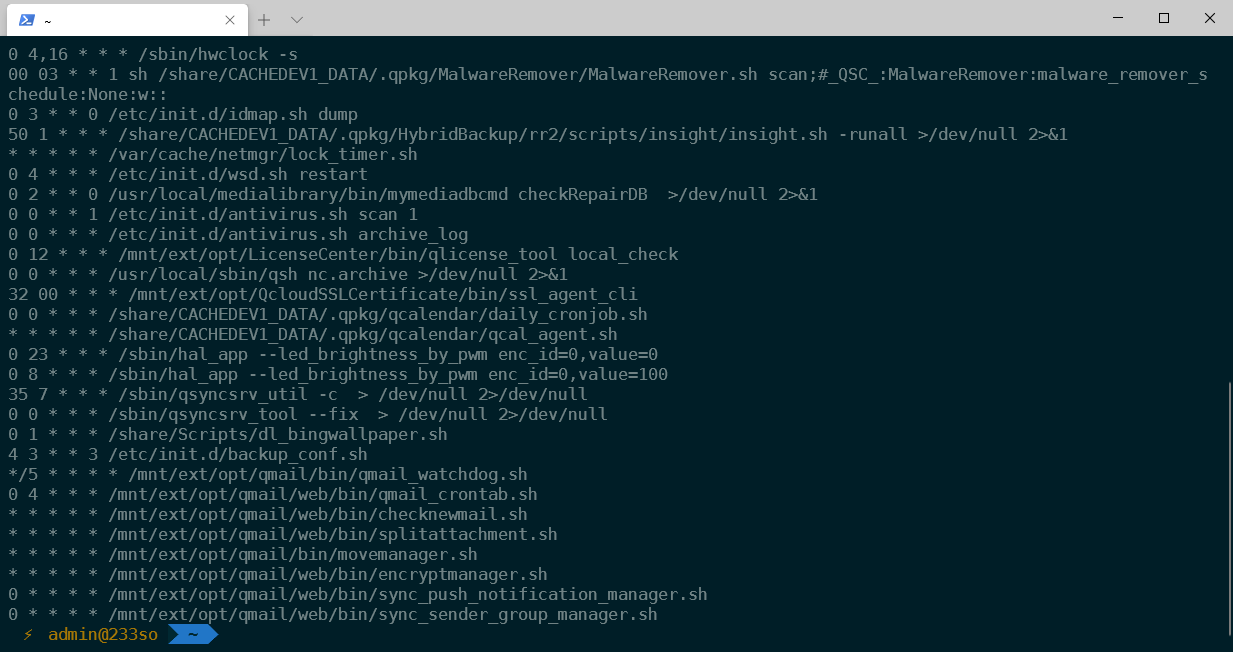 ~
0 4,16 * * * /sbin/hwclock -s
00 03 * * 1 sh /share/CACHEDEV1_DATA/.qpkg/MalwareRemover/MalwareRemover.sh scan;#_QSC_:MalwareRemover:malware_remover_s
chedule:None:w::
0 3 * * 0 /etc/init.d/idmap.sh dump
50 1 * * * /share/CACHEDEV1_DATA/.qpkg/HybridBackup/rr2/scripts/insight/insight.sh -runall >/dev/null 2>&1
* * * * * /var/cache/netmgr/lock_timer.sh
0 4 * * * /etc/init.d/wsd.sh restart
0 2 * * 0 /usr/local/medialibrary/bin/mymediadbcmd checkRepairDB  >/dev/null 2>&1
0 0 * * 1 /etc/init.d/antivirus.sh scan 1
0 0 * * * /etc/init.d/antivirus.sh archive_log
0 12 * * * /mnt/ext/opt/LicenseCenter/bin/qlicense_tool local_check
0 0 * * * /usr/local/sbin/qsh nc.archive >/dev/null 2>&1
32 00 * * * /mnt/ext/opt/QcloudSSLCertificate/bin/ssl_agent_cli
0 0 * * * /share/CACHEDEV1_DATA/.qpkg/qcalendar/daily_cronjob.sh
* * * * * /share/CACHEDEV1_DATA/.qpkg/qcalendar/qcal_agent.sh
0 23 * * * /sbin/hal_app --led_brightness_by_pwm enc_id=0,value=0
0 8 * * * /sbin/hal_app --led_brightness_by_pwm enc_id=0,value=100
35 7 * * * /sbin/qsyncsrv_util -c  > /dev/null 2>/dev/null
0 0 * * * /sbin/qsyncsrv_tool --fix  > /dev/null 2>/dev/null
0 1 * * * /share/Scripts/dl_bingwallpaper.sh
4 3 * * 3 /etc/init.d/backup_conf.sh
*/5 * * * * /mnt/ext/opt/qmail/bin/qmail_watchdog.sh
0 4 * * * /mnt/ext/opt/qmail/web/bin/qmail_crontab.sh
* * * * * /mnt/ext/opt/qmail/web/bin/checknewmail.sh
* * * * * /mnt/ext/opt/qmail/web/bin/splitattachment.sh
* * * * * /mnt/ext/opt/qmail/bin/movemanager.sh
* * * * * /mnt/ext/opt/qmail/web/bin/encryptmanager.sh
0 * * * * /mnt/ext/opt/qmail/web/bin/sync_push_notification_manager.sh
0 * * * * /mnt/ext/opt/qmail/web/bin/sync_sender_group_manager.sh
⚡ admin@233so ~